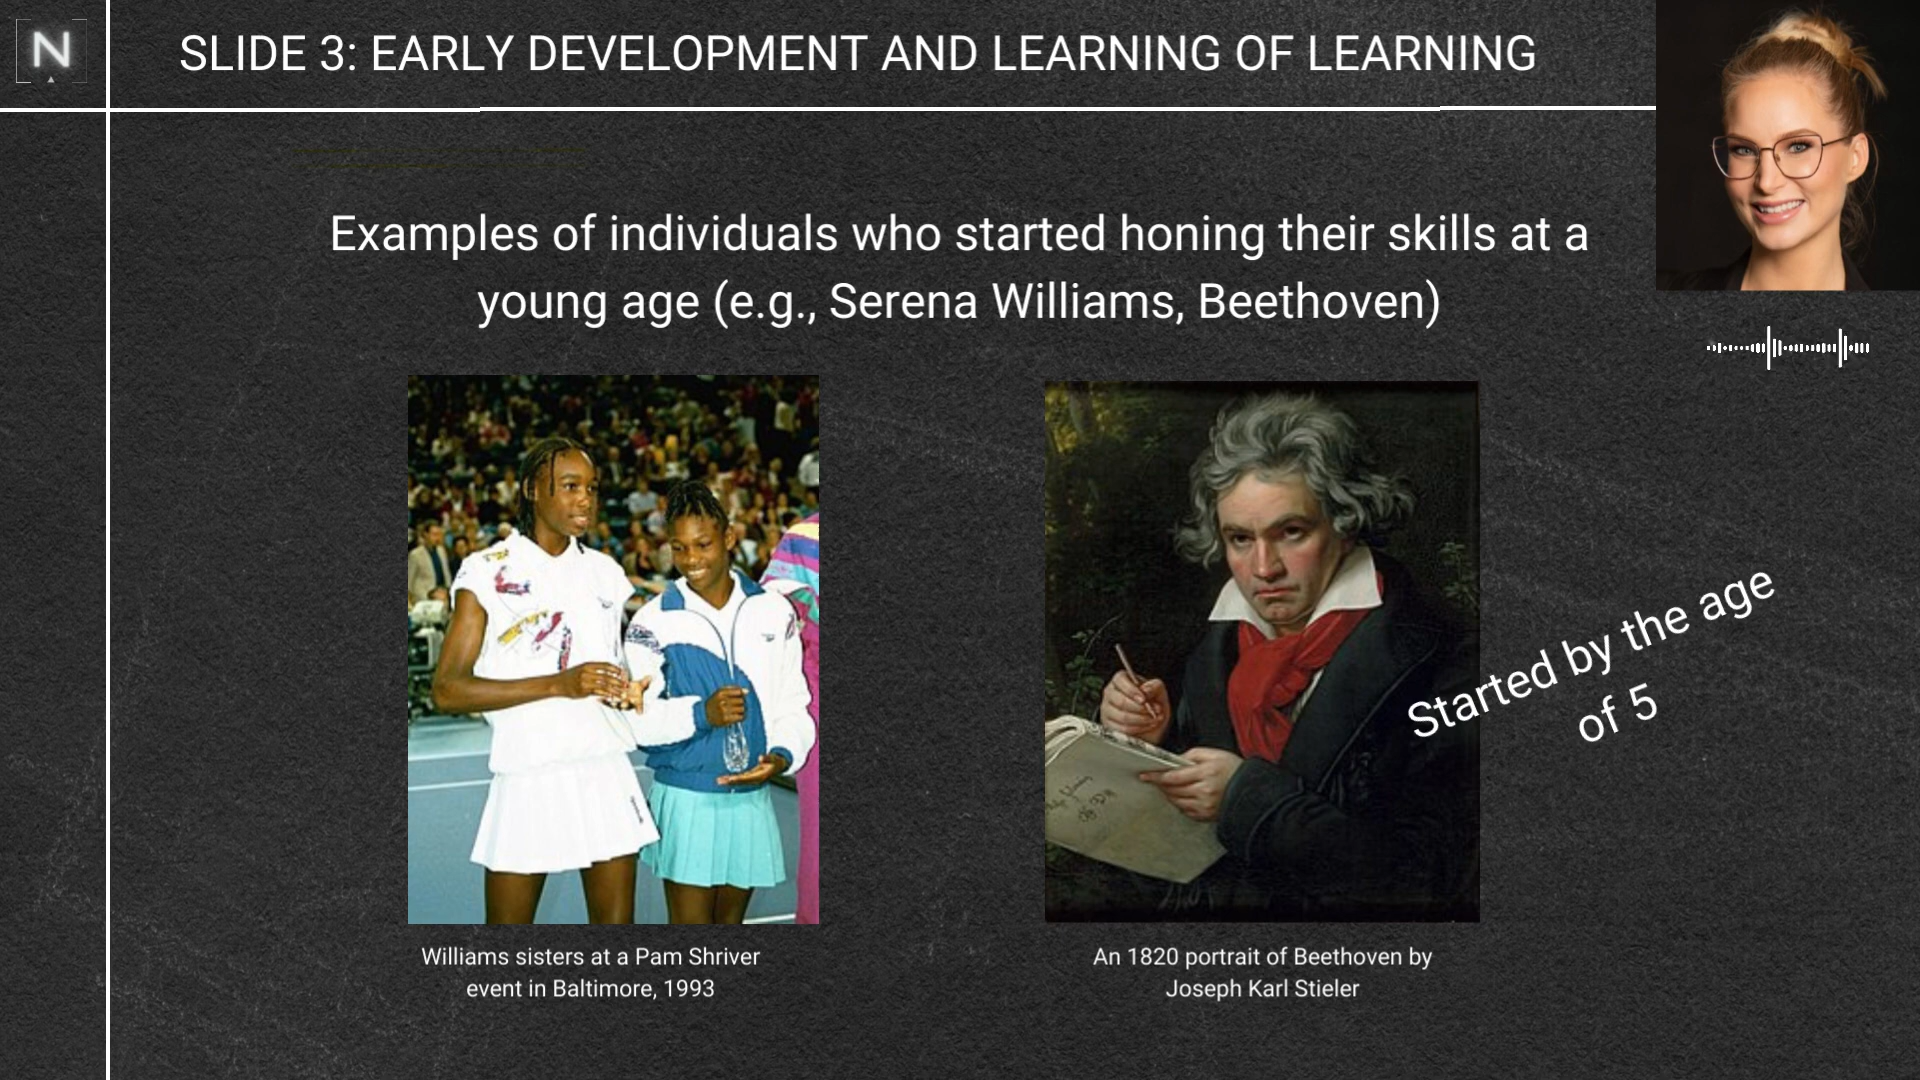 N
SLIDE 3: EARLY DEVELOPMENT AND LEARNING OF LEARNING
Examples of individuals who started honing their skills at a
young age (e.g., Serena Williams, Beethoven)
Started by the age
of 5
Williams sisters at a Pam Shriver
event in Baltimore, 1993
An 1820 portrait of Beethoven by
Joseph Karl Stieler